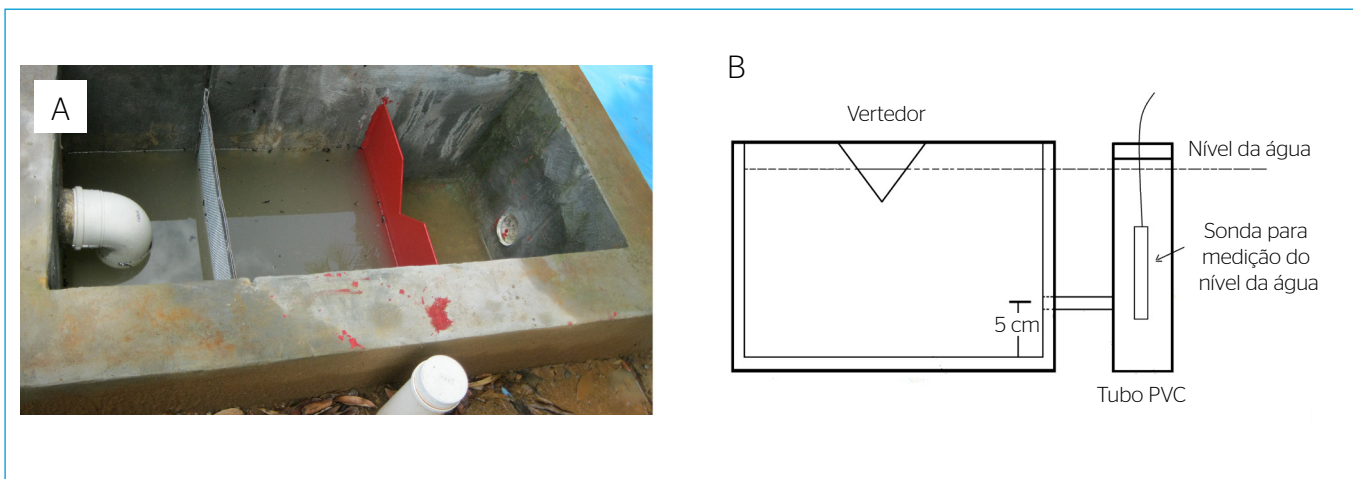 A
B
Vertedor
Nível da água
Sonda para
medição do
nível da água
5 cm
Tubo PVC